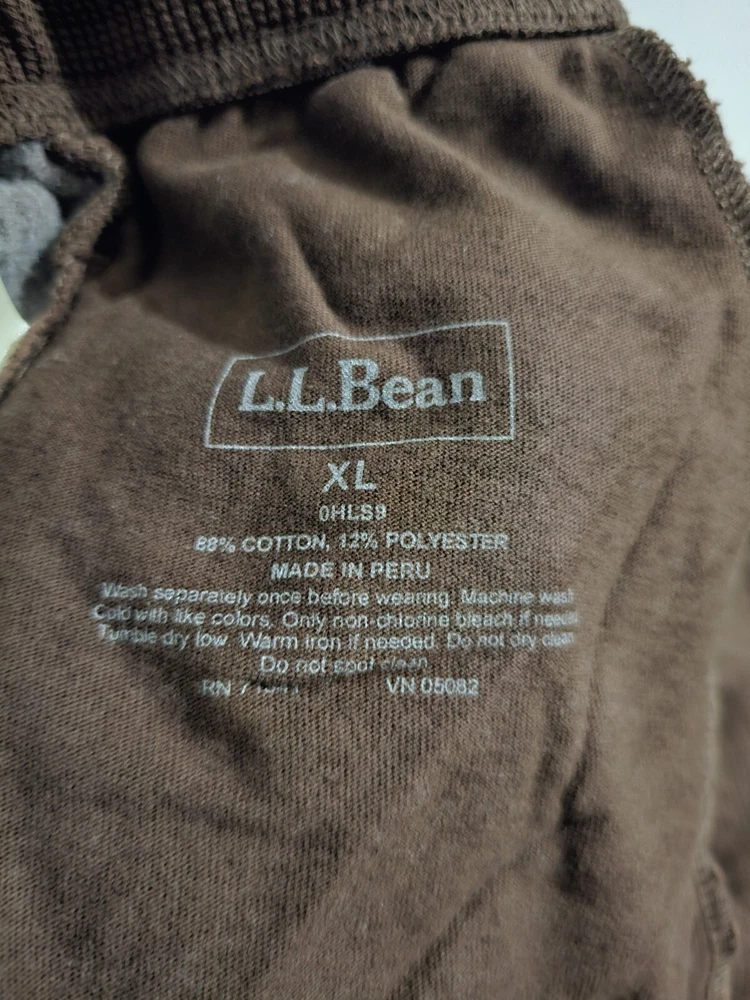 L.L.Bean
XL
0HLS9
88% COTTON, 12% POLYESTER
MADE IN PERU
Wash separately once before wearing. Machine wash
Cold with like colors. Only non-chlorine bleach if needed
Tumble dry low. Warm iron if needed. Do not dry clean
Do not spot clean
RN VN 05082